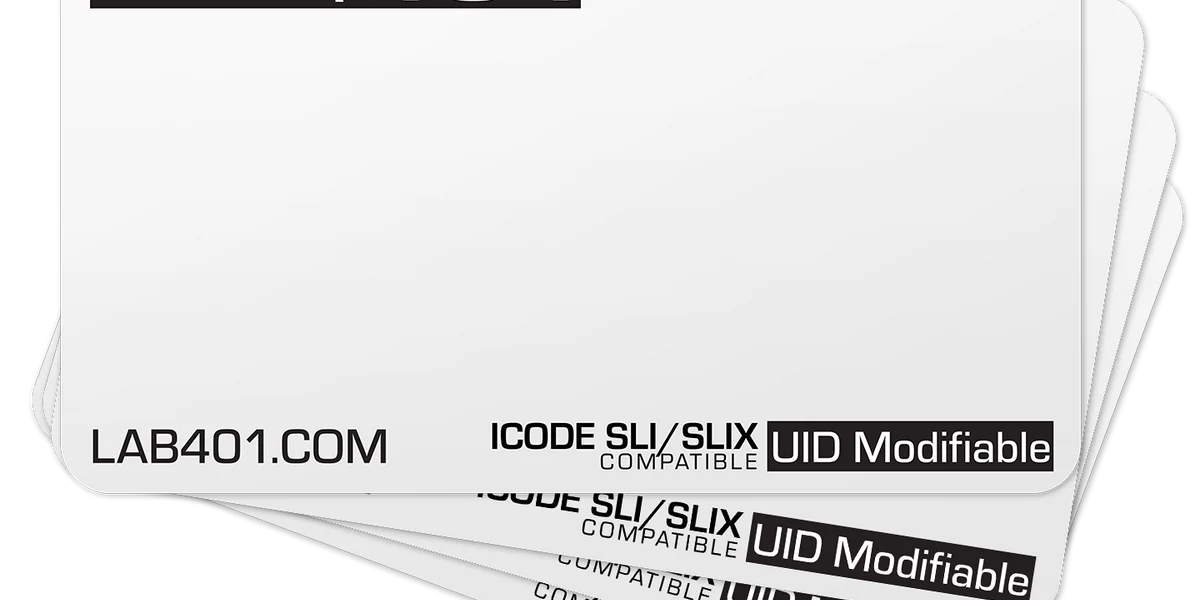 LAB401.COM
ICODE SLI/SLIX
COMPATIBLE
UID Modifiable
ICODE SLI/SLIX
COMPATIBLE
UID Modifiable
COMPATIBLE